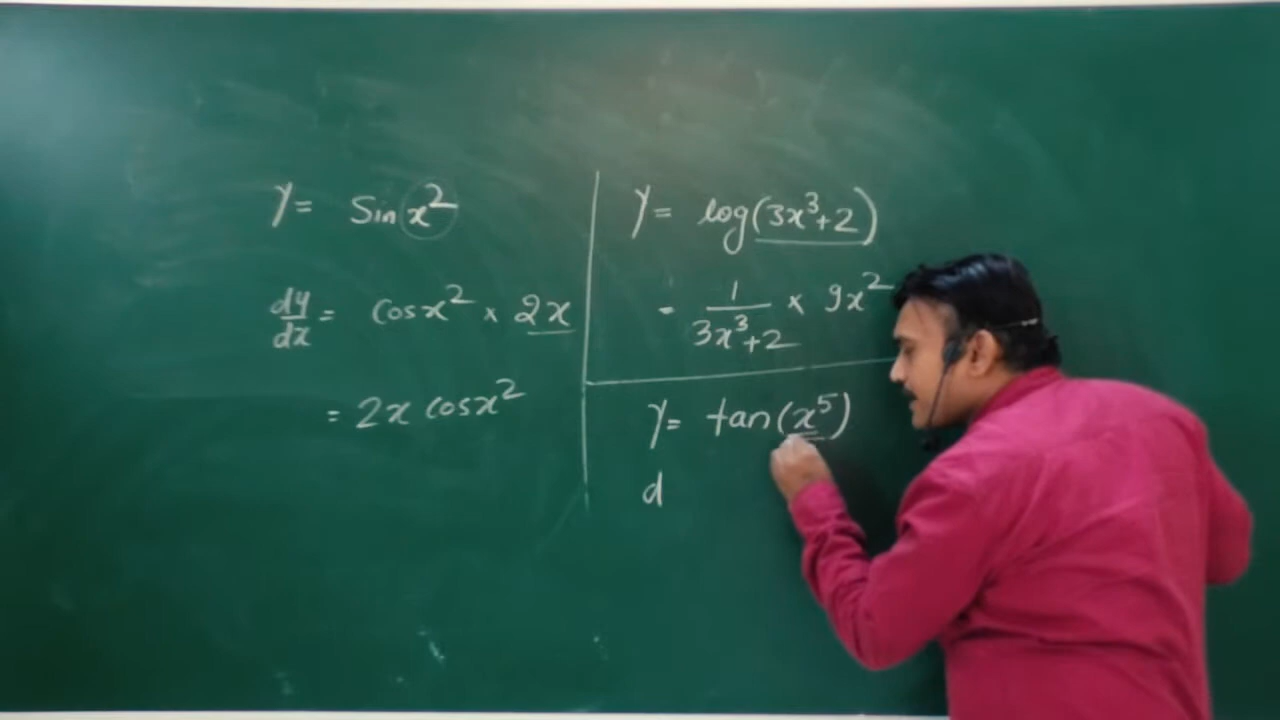 y = Sin x²
dy/dx = Cos x² × 2x
= 2x cos x²
y = log(3x³+2)
= 1/(3x³+2) × 9x²
y = tan(x⁵)
d